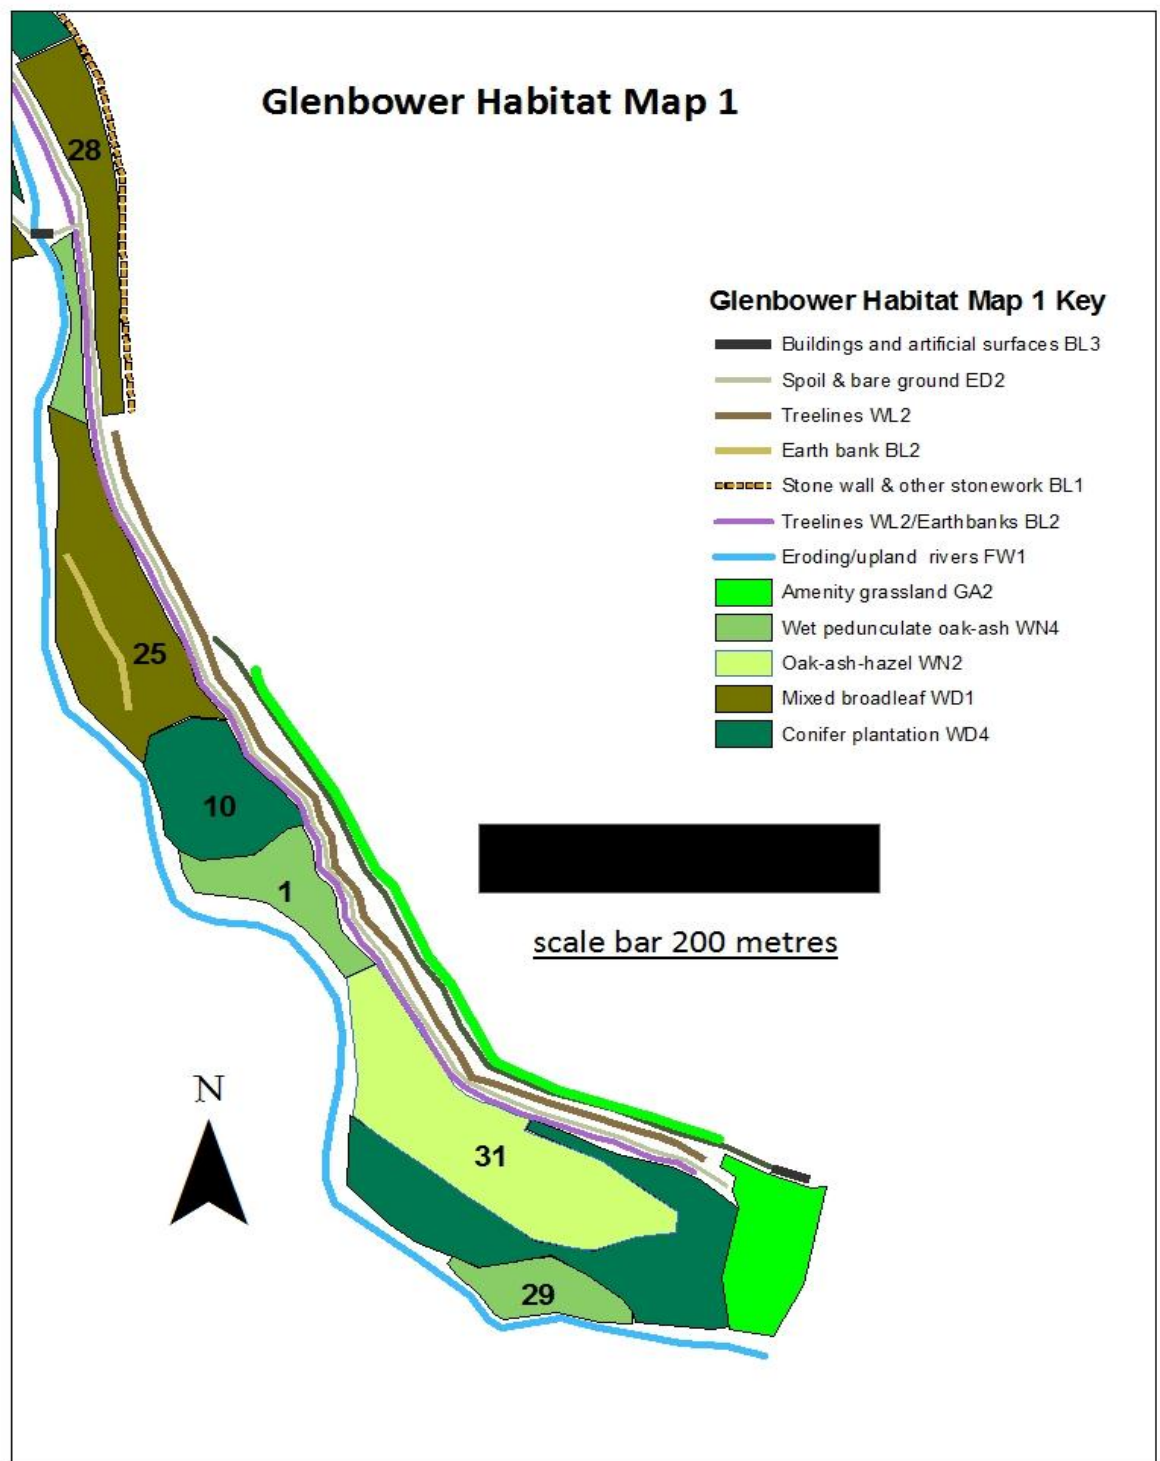 Glenbower Habitat Map 1
28
Glenbower Habitat Map 1 Key
Buildings and artificial surfaces BL3
Spoil & bare ground ED2
Treelines WL2
Earth bank BL2
Stone wall & other stonework BL1
Treelines WL2/Earthbanks BL2
Eroding/upland rivers FW1
Amenity grassland GA2
Wet pedunculate oak-ash WN4
Oak-ash-hazel WN2
Mixed broadleaf WD1
Conifer plantation WD4
25
10
1
scale bar 200 metres
N
31
29